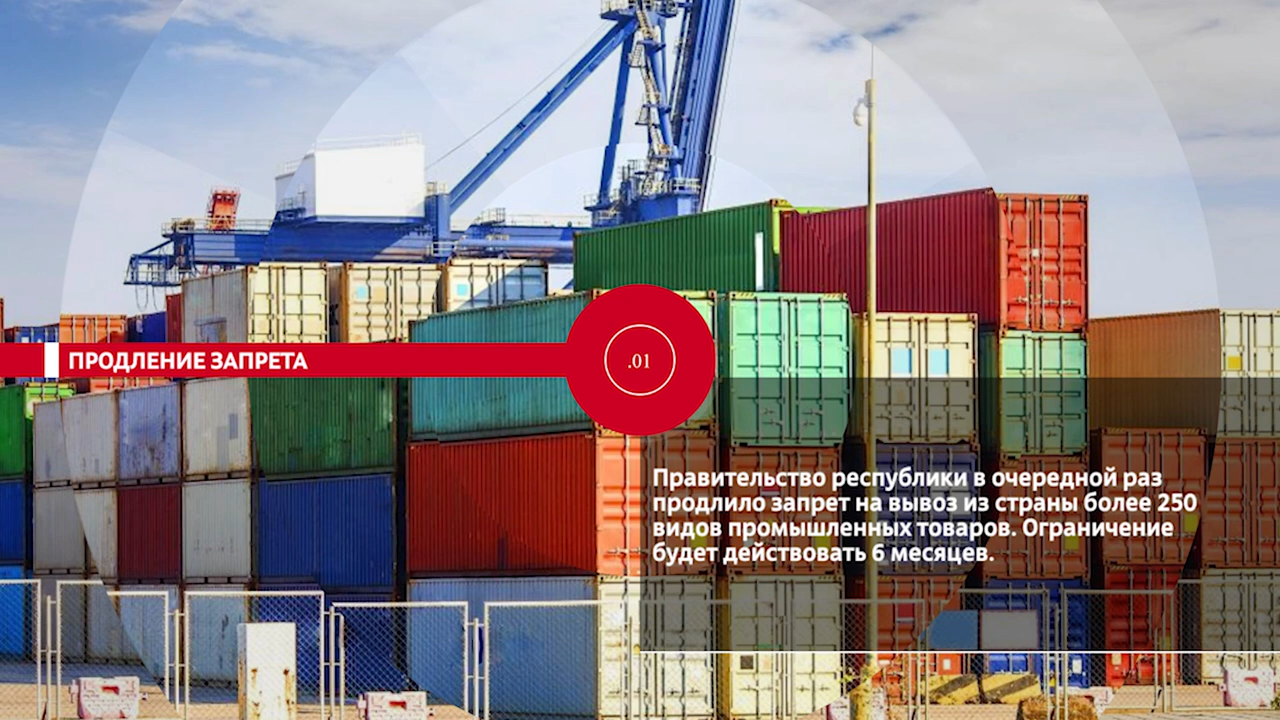 ПРОДЛЕНИЕ ЗАПРЕТА
.01
Правительство республики в очередной раз
продлило запрет на вывоз из страны более 250
видов промышленных товаров. Ограничение
будет действовать 6 месяцев.